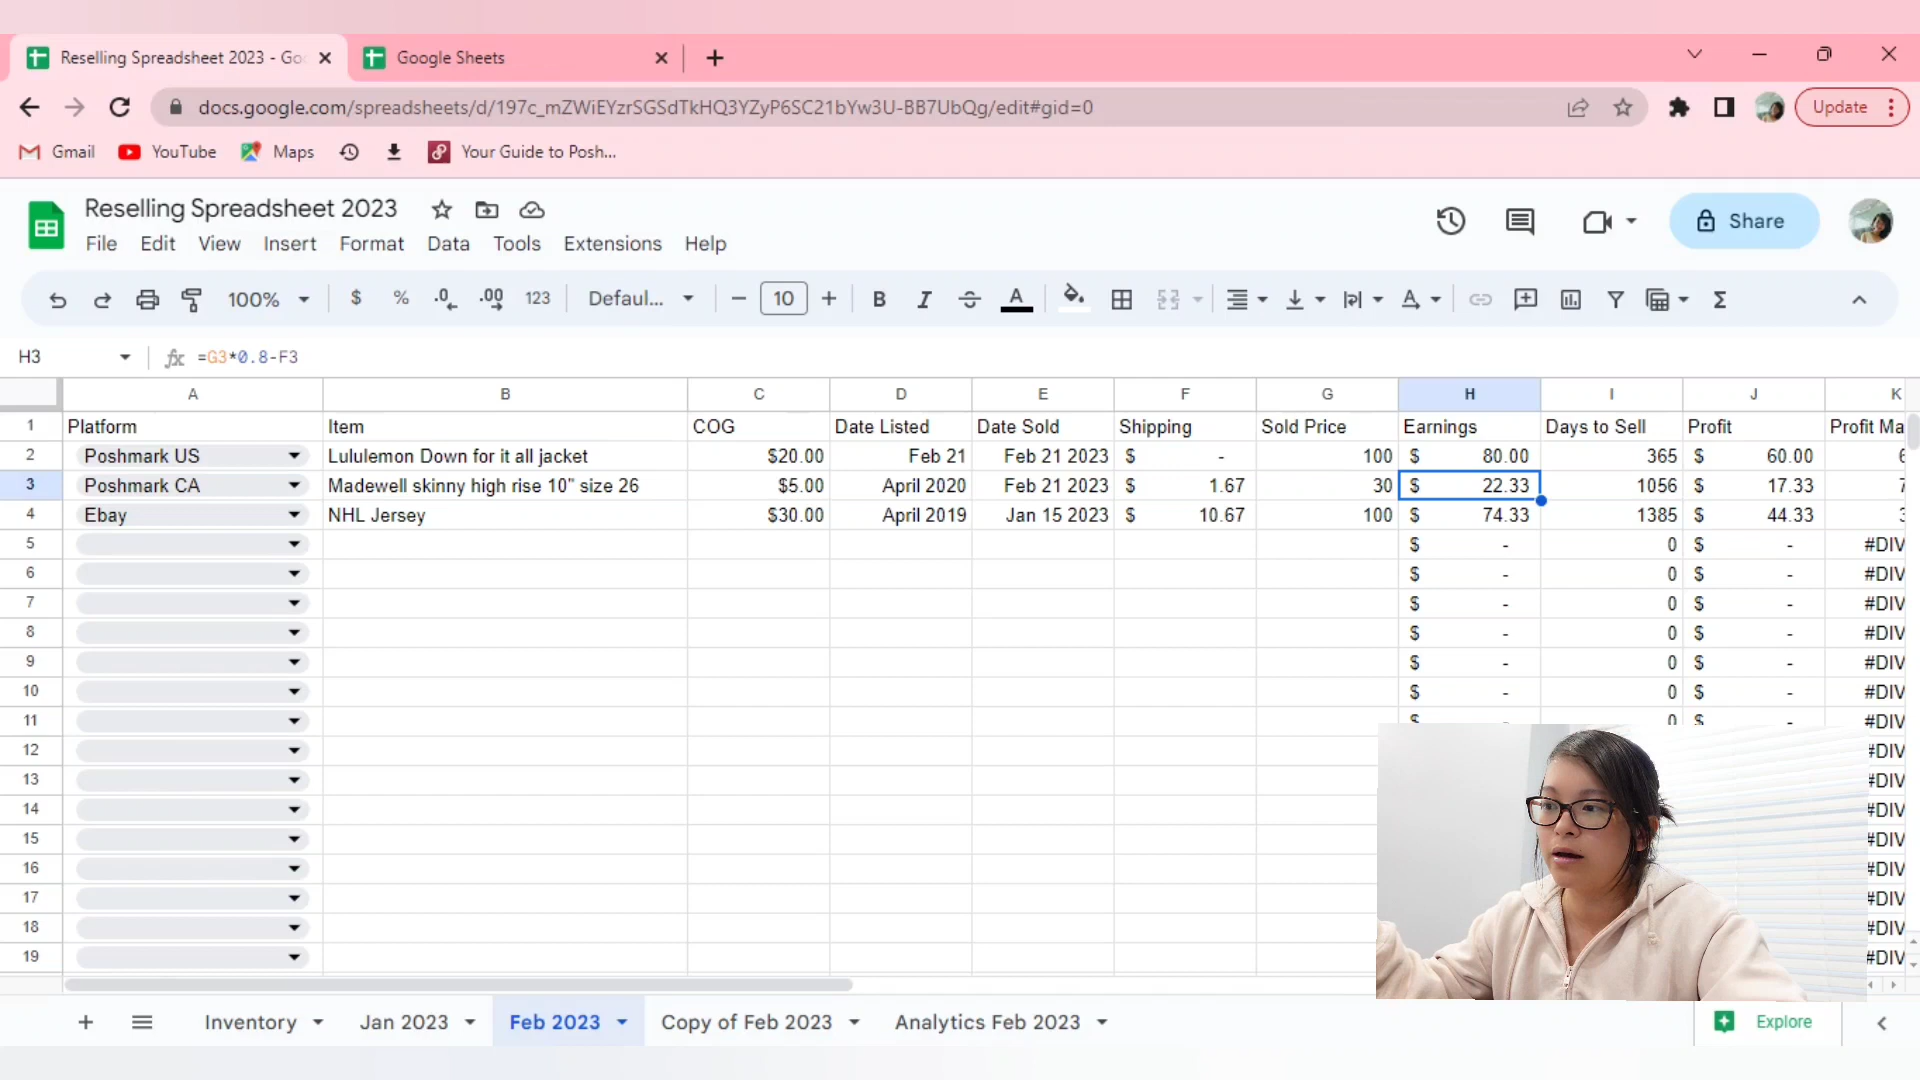 Reselling Spreadsheet 2023 - Goo
Google Sheets
docs.google.com/spreadsheets/d/197c_mZWiEYzrSGSdTkHQ3YZyP6SC21bYw3U-BB7UbQg/edit#gid=0
Update
Gmail YouTube Maps Your Guide to Posh...
Reselling Spreadsheet 2023
Share
File Edit View Insert Format Data Tools Extensions Help
100% $ % .0 .00 123 Defaul... 10 B I A
H3 fx =G3*0.8-F3
A B C D E F G H I J K
1 Platform Item COG Date Listed Date Sold Shipping Sold Price Earnings Days to Sell Profit Profit Ma
2 Poshmark US Lululemon Down for it all jacket $20.00 Feb 21 Feb 21 2023 $ - 100 $ 80.00 365 $ 60.00 6
3 Poshmark CA Madewell skinny high rise 10" size 26 $5.00 April 2020 Feb 21 2023 $ 1.67 30 $ 22.33 1056 $ 17.33 7
4 Ebay NHL Jersey $30.00 April 2019 Jan 15 2023 $ 10.67 100 $ 74.33 1385 $ 44.33 3
5 $ - 0 $ - #DIV
6 $ - 0 $ - #DIV
7 $ - 0 $ - #DIV
8 $ - 0 $ - #DIV
9 $ - 0 $ - #DIV
10 $ - 0 $ - #DIV
11 $ 0 $ - #DIV
12 #DIV
13 #DIV
14 #DIV
15 #DIV
16 #DIV
17 #DIV
18 #DIV
19 #DIV
Inventory Jan 2023 Feb 2023 Copy of Feb 2023 Analytics Feb 2023 Explore